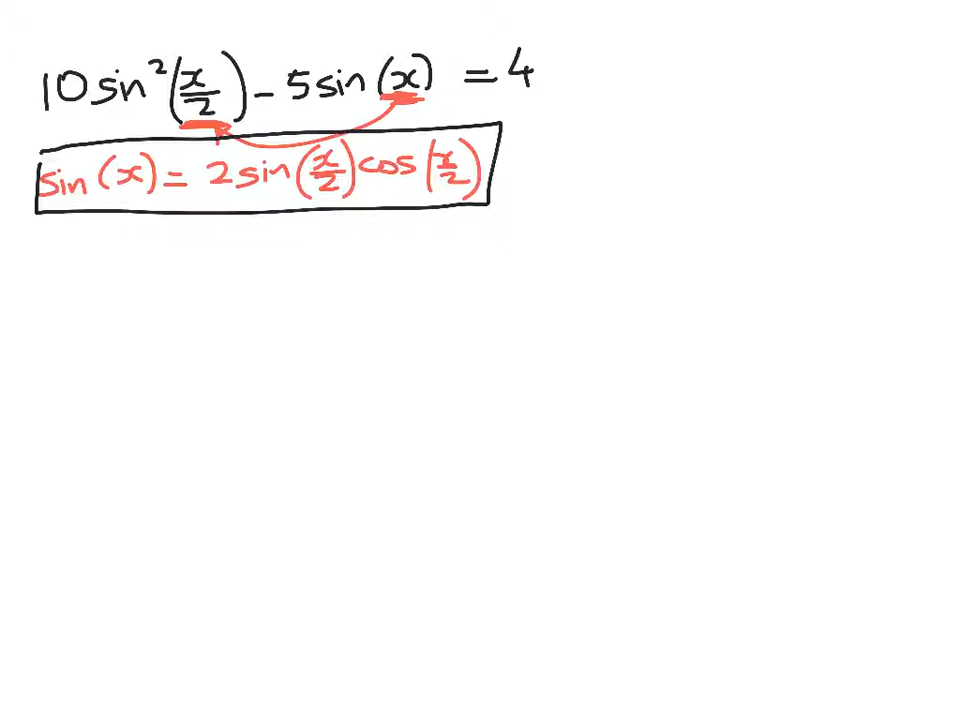 10sin²(x/2) - 5sin(x) = 4
sin(x) = 2sin(x/2)cos(x/2)